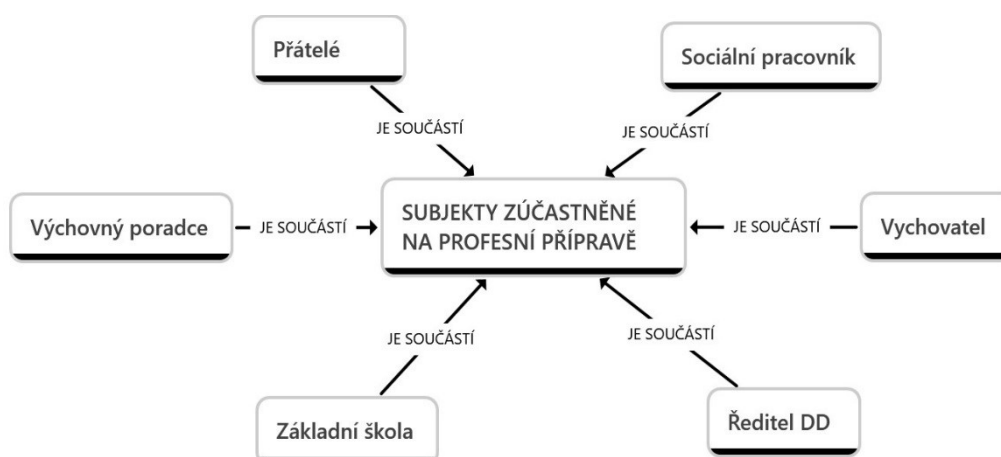 Přátelé
Sociální pracovník
JE SOUČÁSTÍ
JE SOUČÁSTÍ
Výchovný poradce
JE SOUČÁSTÍ
SUBJEKTY ZÚČASTNĚNÉ
NA PROFESNÍ PŘÍPRAVĚ
JE SOUČÁSTÍ
Vychovatel
JE SOUČÁSTÍ
JE SOUČÁSTÍ
Základní škola
Ředitel DD